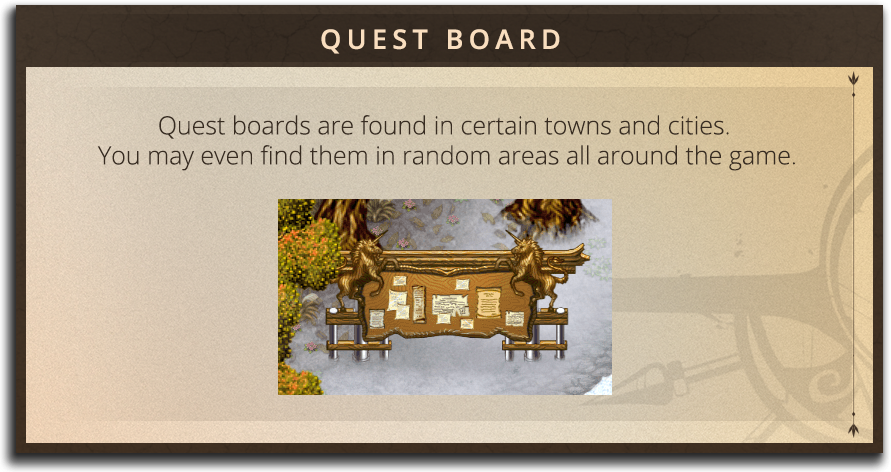 QUEST BOARD
Quest boards are found in certain towns and cities.
You may even find them in random areas all around the game.